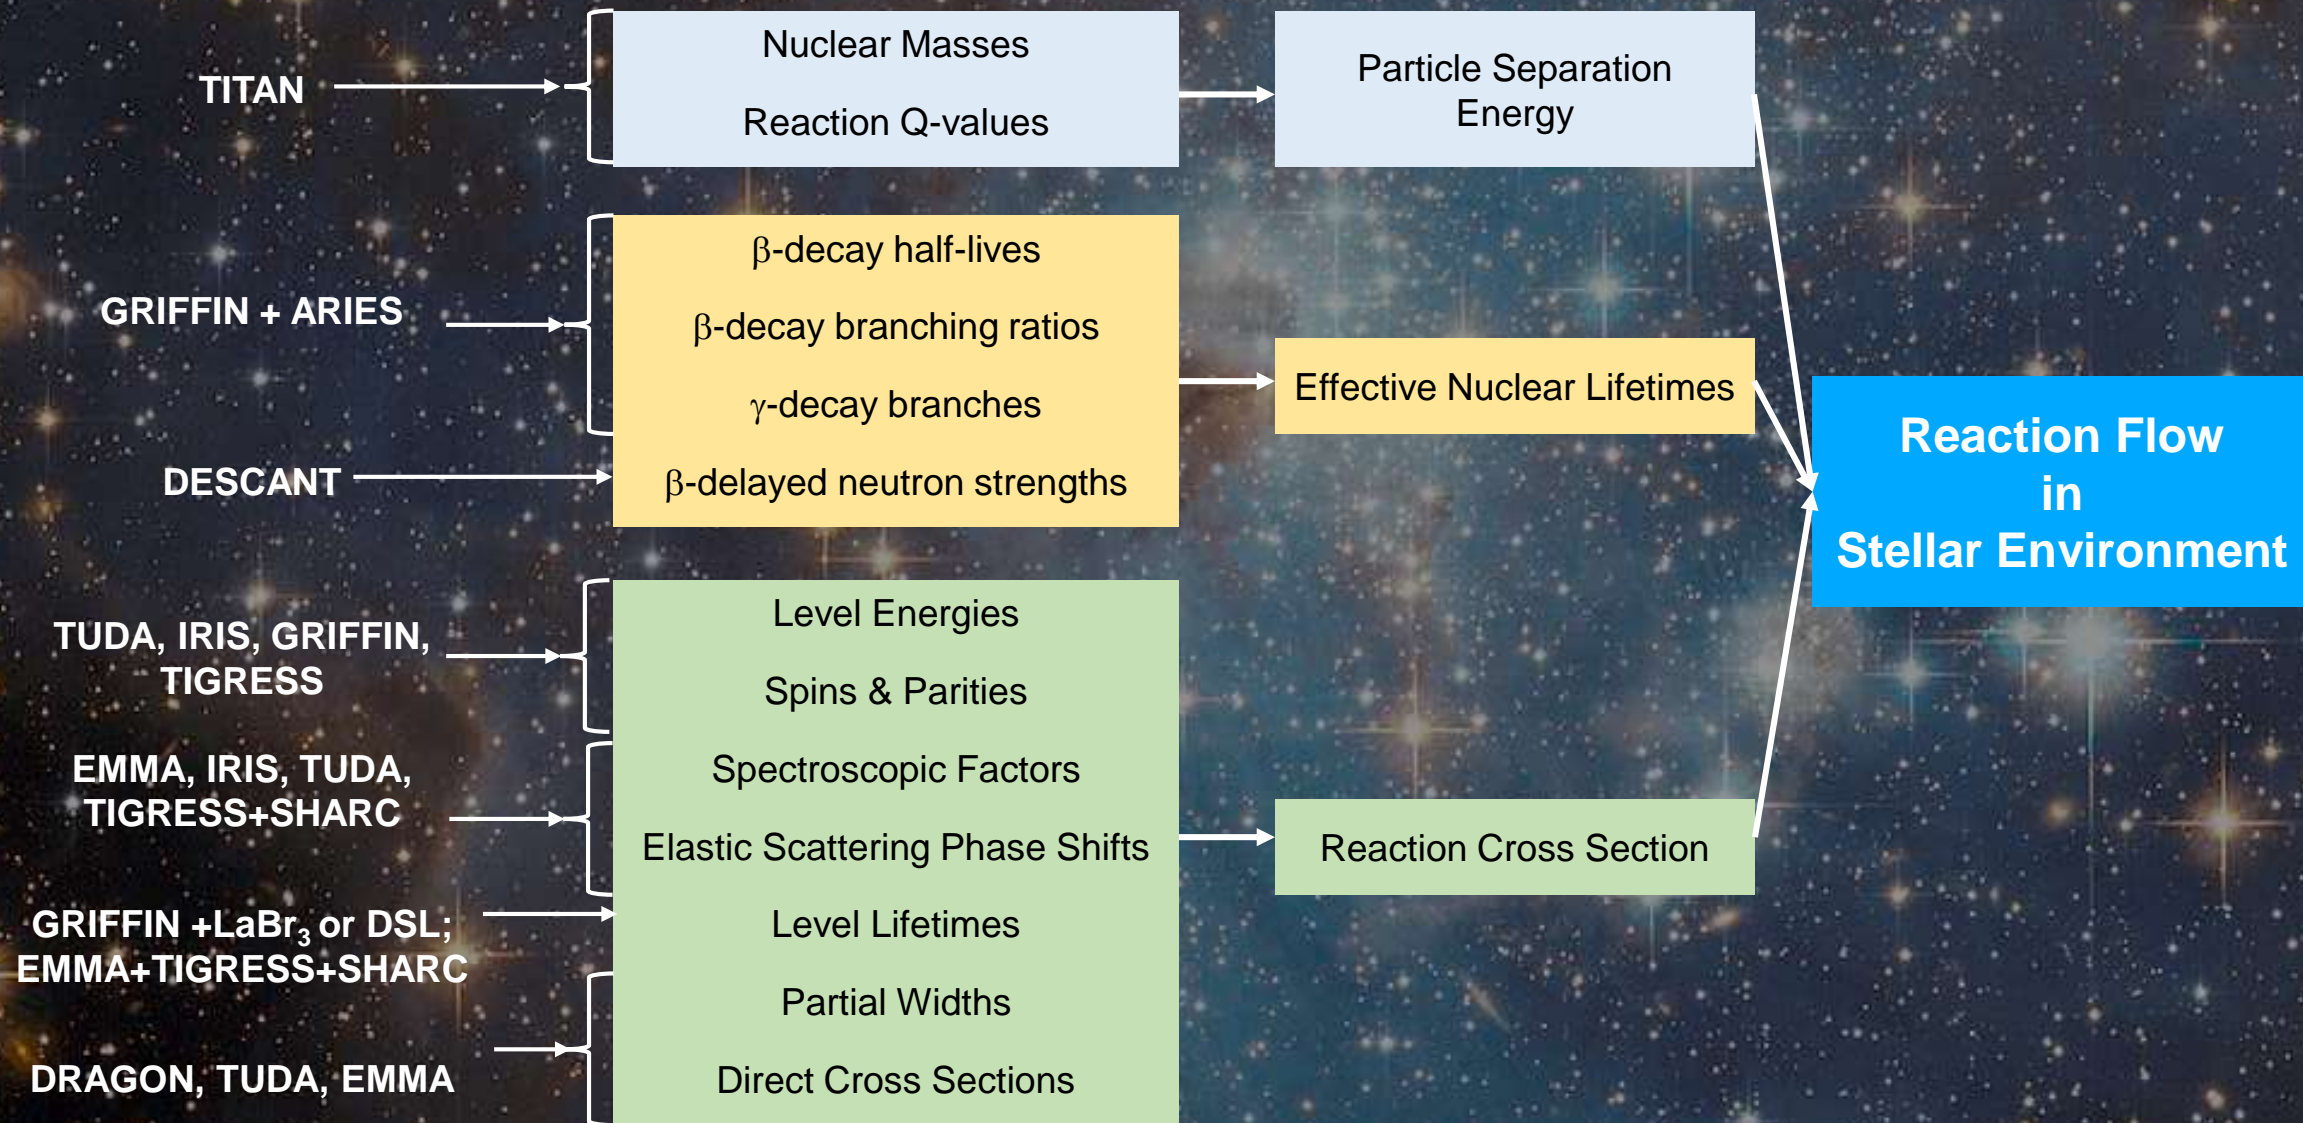 TITAN
Nuclear Masses
Reaction Q-values
Particle Separation
Energy
GRIFFIN + ARIES
β-decay half-lives
β-decay branching ratios
γ-decay branches
DESCANT
β-delayed neutron strengths
Effective Nuclear Lifetimes
TUDA, IRIS, GRIFFIN,
TIGRESS
Level Energies
Spins & Parities
EMMA, IRIS, TUDA,
TIGRESS+SHARC
Spectroscopic Factors
Elastic Scattering Phase Shifts
GRIFFIN +LaBr₃ or DSL;
EMMA+TIGRESS+SHARC
Level Lifetimes
DRAGON, TUDA, EMMA
Partial Widths
Direct Cross Sections
Reaction Cross Section
Reaction Flow
in
Stellar Environment